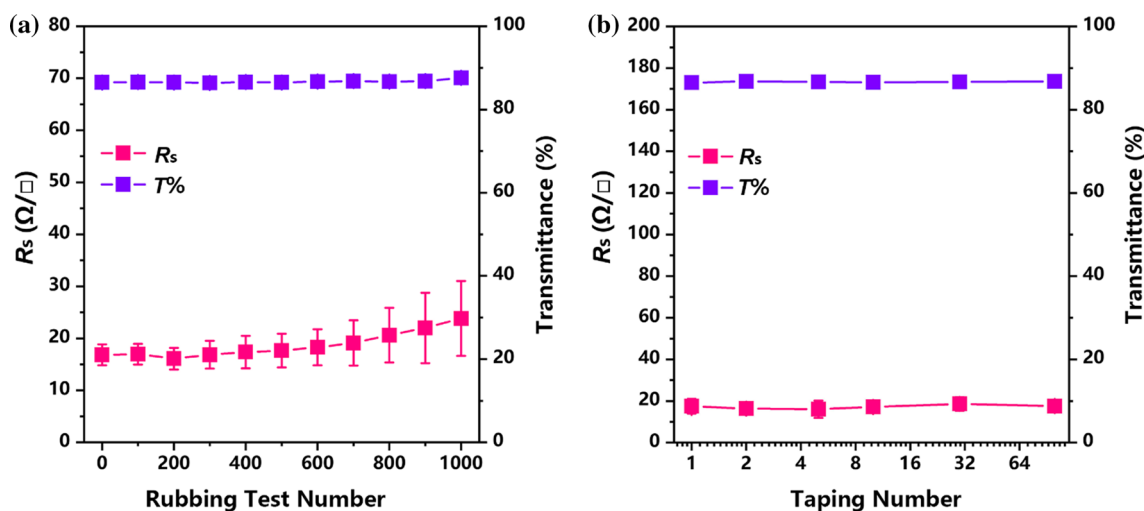 (a)
80
70
60
50
40
30
20
10
0
Rs (Ω/□)
Rs
T%
100
80
60
40
20
0
Transmittance (%)
0 200 400 600 800 1000
Rubbing Test Number
(b)
200
180
160
140
120
100
80
60
40
20
0
Rs (Ω/□)
Rs
T%
100
80
60
40
20
0
Transmittance (%)
1 2 4 8 16 32 64
Taping Number